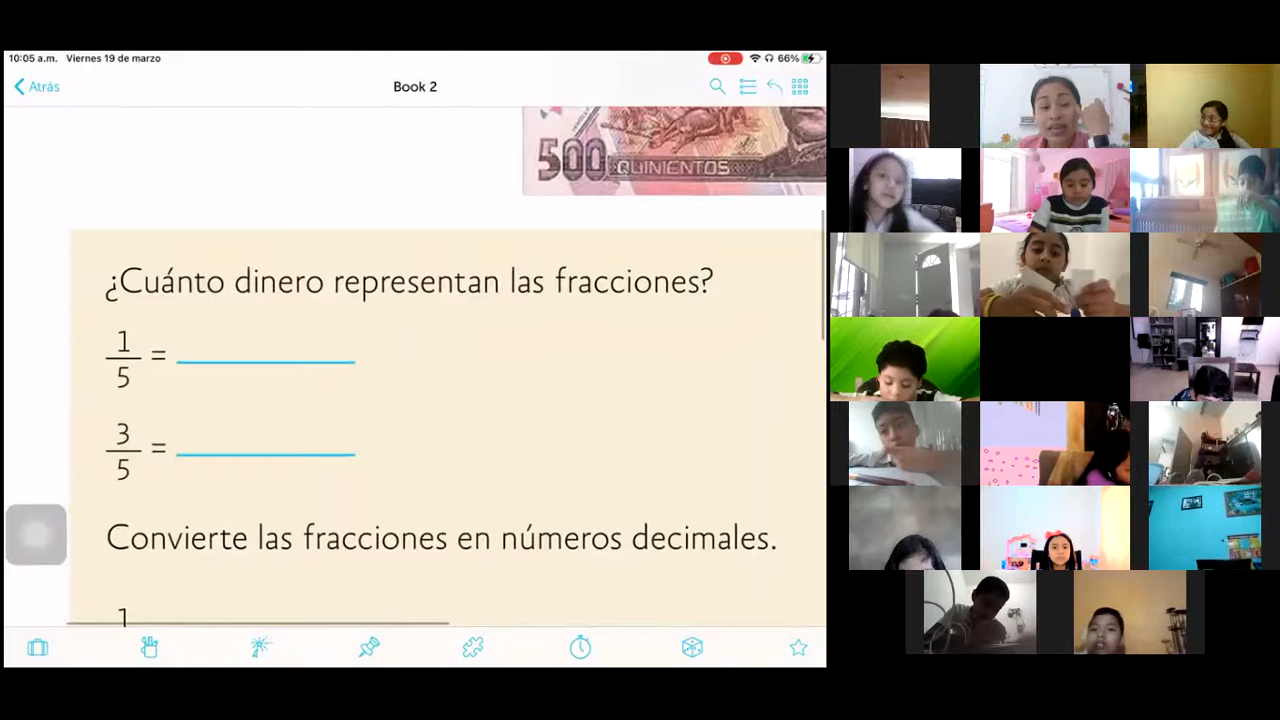 10:05 a.m. Viernes 19 de marzo
66%
Atrás
Book 2
500 QUINIENTOS
¿Cuánto dinero representan las fracciones?
1
5
=
3
5
=
Convierte las fracciones en números decimales.
1